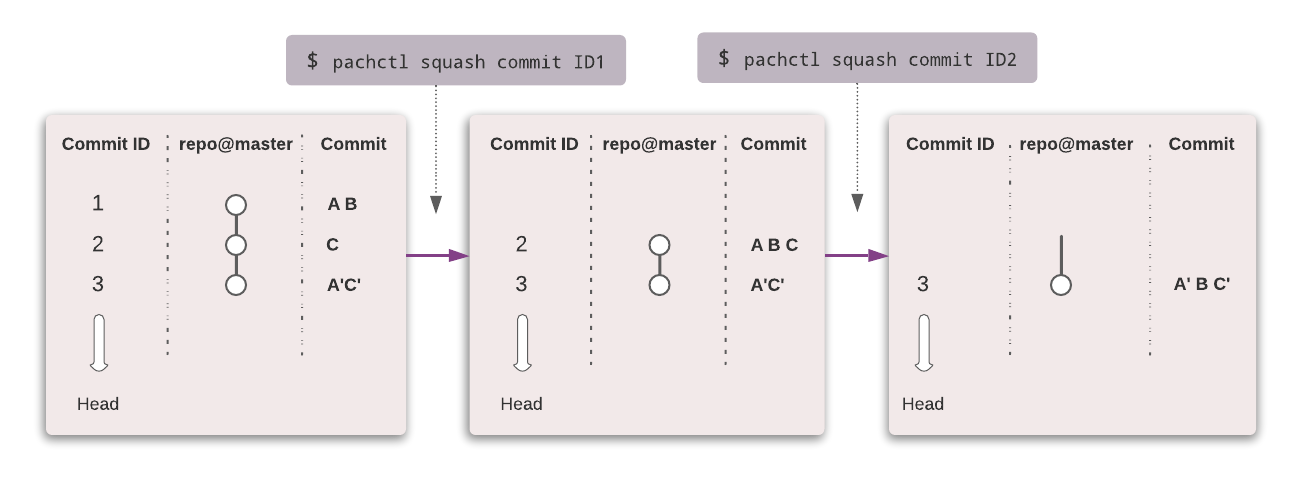 $ pachctl squash commit ID1
$ pachctl squash commit ID2
Commit ID repo@master Commit
1 A B
2 C
3 A'C'
Head
Commit ID repo@master Commit
2 A B C
3 A'C'
Head
Commit ID repo@master Commit
3 A' B C'
Head